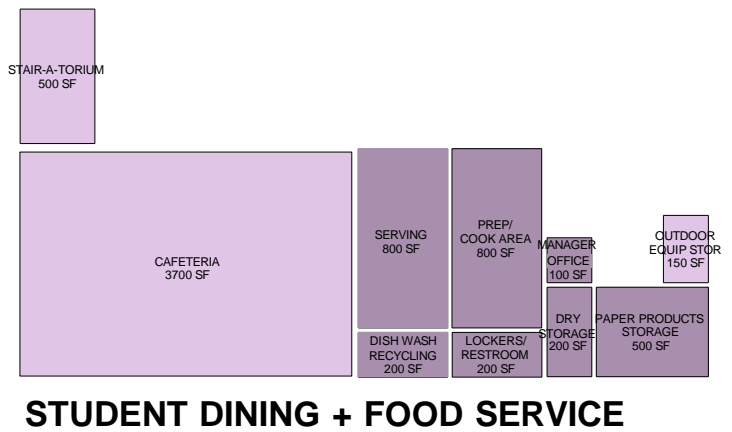 STAIR-A-TORIUM
500 SF
CAFETERIA
3700 SF
SERVING
800 SF
PREP/
COOK AREA
800 SF
MANAGER
OFFICE
100 SF
OUTDOOR
EQUIP STOR
150 SF
DISH WASH
RECYCLING
200 SF
LOCKERS/
RESTROOM
200 SF
DRY
STORAGE
200 SF
PAPER PRODUCTS
STORAGE
500 SF
STUDENT DINING + FOOD SERVICE